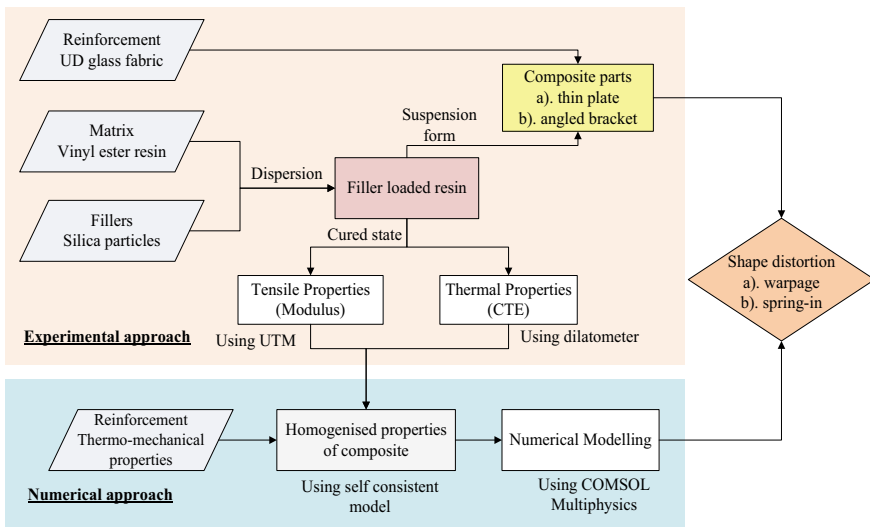 Reinforcement
UD glass fabric
Composite parts
a). thin plate
b). angled bracket
Matrix
Vinyl ester resin
Suspension
form
Dispersion
Filler loaded resin
Fillers
Silica particles
Cured state
Shape distortion
a). warpage
b). spring-in
Tensile Properties
(Modulus)
Thermal Properties
(CTE)
Experimental approach
Using UTM
Using dilatometer
Reinforcement
Thermo-mechanical
properties
Homogenised properties
of composite
Numerical Modelling
Using self consistent
model
Using COMSOL
Multiphysics
Numerical approach